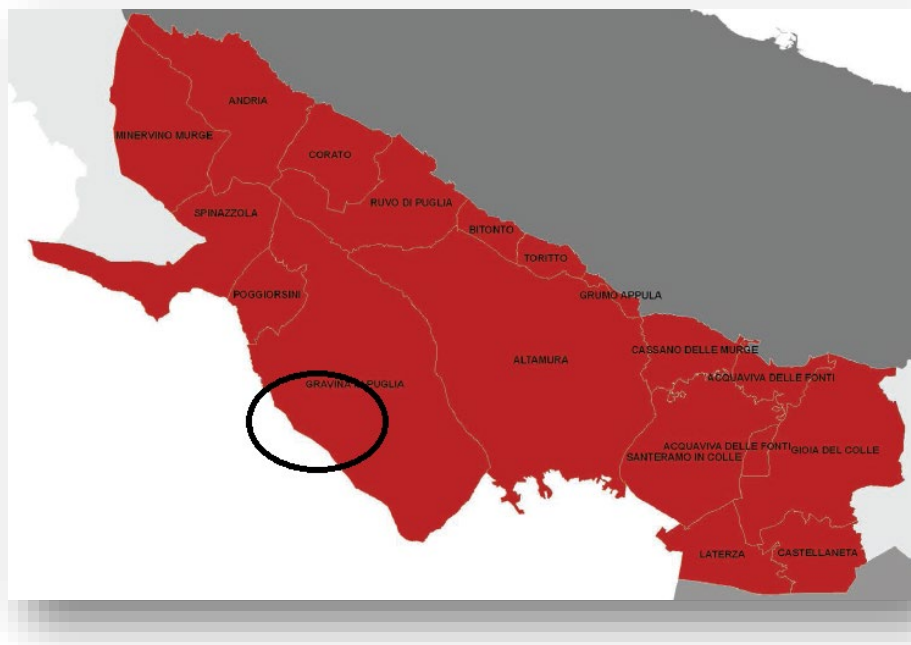 ANDRIA
MINERVINO MURGE
CORATO
RUVO DI PUGLIA
SPINAZZOLA
BITONTO
TORITTO
POGGIORSINI
GRUMO APPULA
CASSANO DELLE MURGE
ALTAMURA
ACQUAVIVA DELLE FONTI
GRAVINA DI PUGLIA
ACQUAVIVA DELLE FONTI
GIOIA DEL COLLE
SANTERAMO IN COLLE
LATERZA
CASTELLANETA